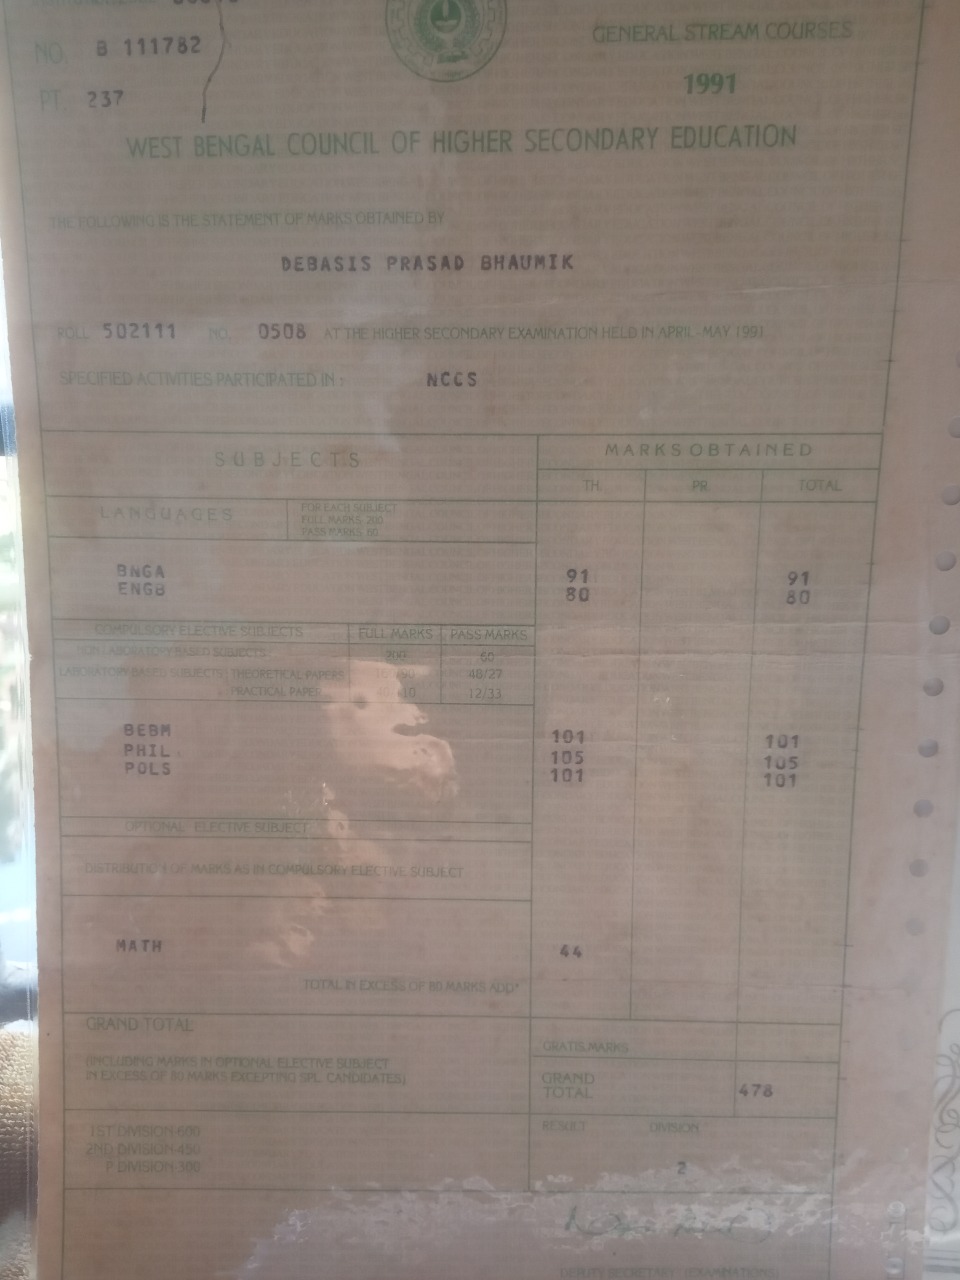 NO. B 111782
GENERAL STREAM COURSES
PT. 237
1991
WEST BENGAL COUNCIL OF HIGHER SECONDARY EDUCATION
THE FOLLOWING IS THE STATEMENT OF MARKS OBTAINED BY
DEBASIS PRASAD BHAUMIK
ROLL 502111 NO. 0508 AT THE HIGHER SECONDARY EXAMINATION HELD IN APRIL-MAY 1991
SPECIFIED ACTIVITIES PARTICIPATED IN : NCCS
SUBJECTS MARKS OBTAINED
TH. PR. TOTAL
LANGUAGES
FOR EACH SUBJECT
FULL MARKS 200
PASS MARKS 60
BNGA 91 91
ENGB 80 80
COMPULSORY ELECTIVE SUBJECTS FULL MARKS PASS MARKS
NON LABORATORY BASED SUBJECTS 200 60
LABORATORY BASED SUBJECTS THEORETICAL PAPERS 48/27
PRACTICAL PAPER 12/33
BEBM 101 101
PHIL 105 105
POLS 101 101
OPTIONAL ELECTIVE SUBJECT
DISTRIBUTION OF MARKS AS IN COMPULSORY ELECTIVE SUBJECT
MATH 44
TOTAL IN EXCESS OF 80 MARKS ADD*
GRAND TOTAL
GRATIS MARKS
(INCLUDING MARKS IN OPTIONAL ELECTIVE SUBJECT
IN EXCESS OF 80 MARKS EXCEPTING SPL. CANDIDATES)
GRAND
TOTAL 478
RESULT DIVISION
1ST DIVISION-600
2ND DIVISION-450
P DIVISION-300
2
DEPUTY SECRETARY (EXAMINATIONS)